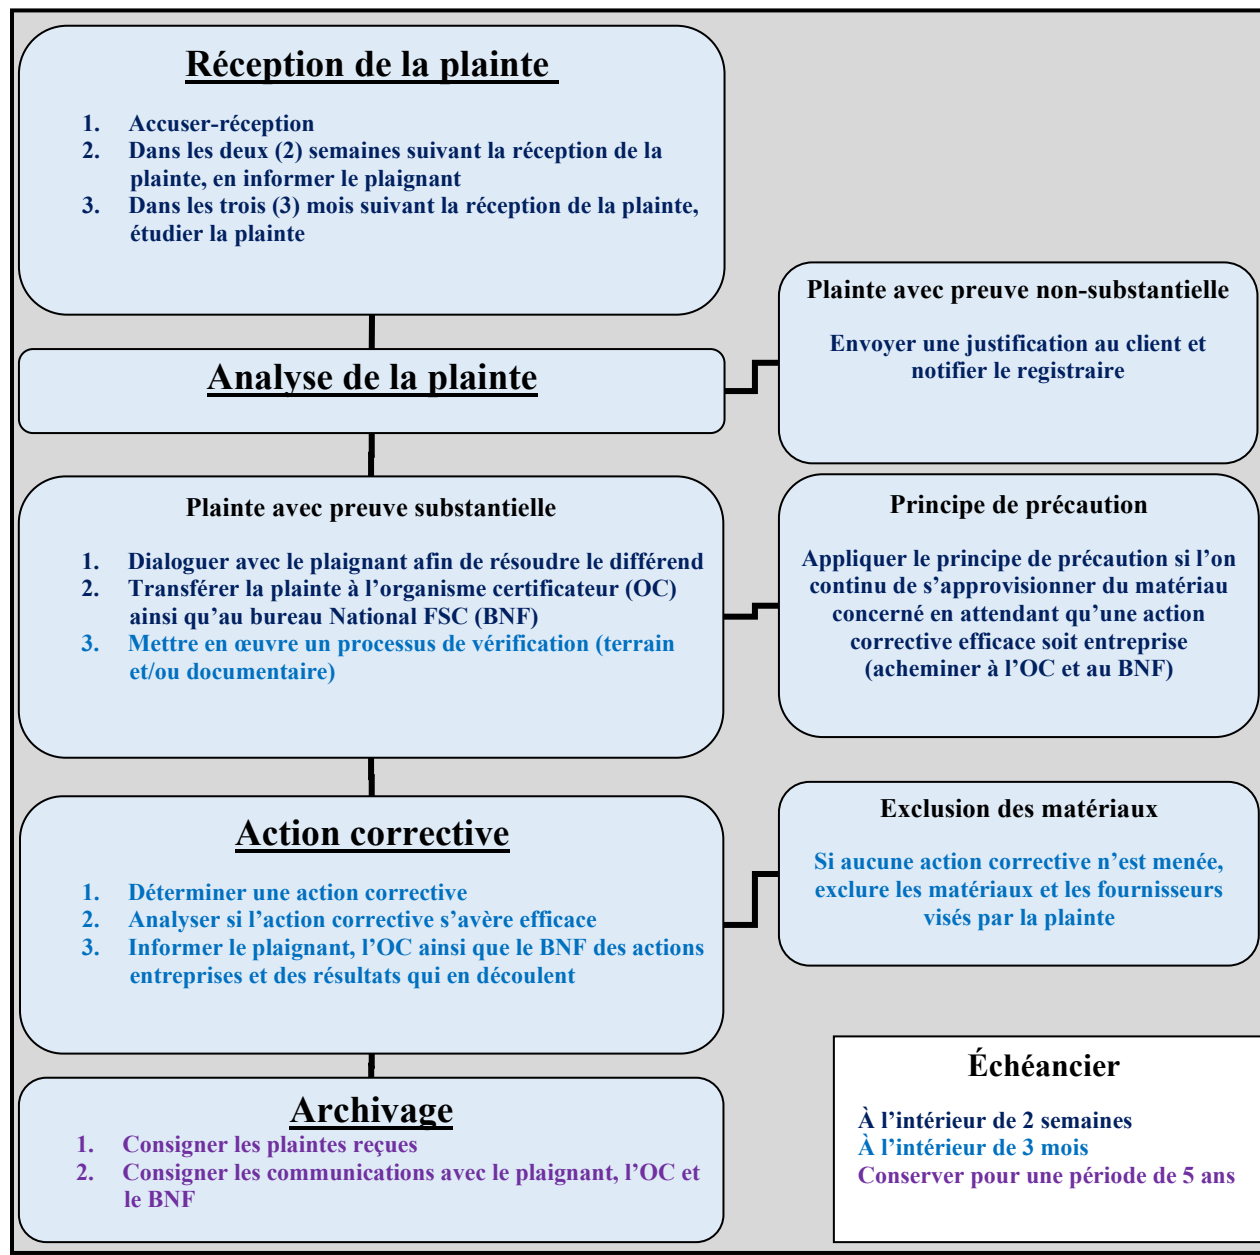 Réception de la plainte
1. Accuser-réception
2. Dans les deux (2) semaines suivant la réception de la
plainte, en informer le plaignant
3. Dans les trois (3) mois suivant la réception de la plainte,
étudier la plainte
Plainte avec preuve non-substantielle
Envoyer une justification au client et
notifier le registraire
Analyse de la plainte
Plainte avec preuve substantielle
1. Dialoguer avec le plaignant afin de résoudre le différend
2. Transférer la plainte à l’organisme certificateur (OC)
ainsi qu’au bureau National FSC (BNF)
3. Mettre en œuvre un processus de vérification (terrain
et/ou documentaire)
Principe de précaution
Appliquer le principe de précaution si l’on
continu de s’approvisionner du matériau
concerné en attendant qu’une action
corrective efficace soit entreprise
(acheminer à l’OC et au BNF)
Action corrective
1. Déterminer une action corrective
2. Analyser si l’action corrective s’avère efficace
3. Informer le plaignant, l’OC ainsi que le BNF des actions
entreprises et des résultats qui en découlent
Exclusion des matériaux
Si aucune action corrective n’est menée,
exclure les matériaux et les fournisseurs
visés par la plainte
Archivage
1. Consigner les plaintes reçues
2. Consigner les communications avec le plaignant, l’OC et
le BNF
Échéancier
À l’intérieur de 2 semaines
À l’intérieur de 3 mois
Conserver pour une période de 5 ans